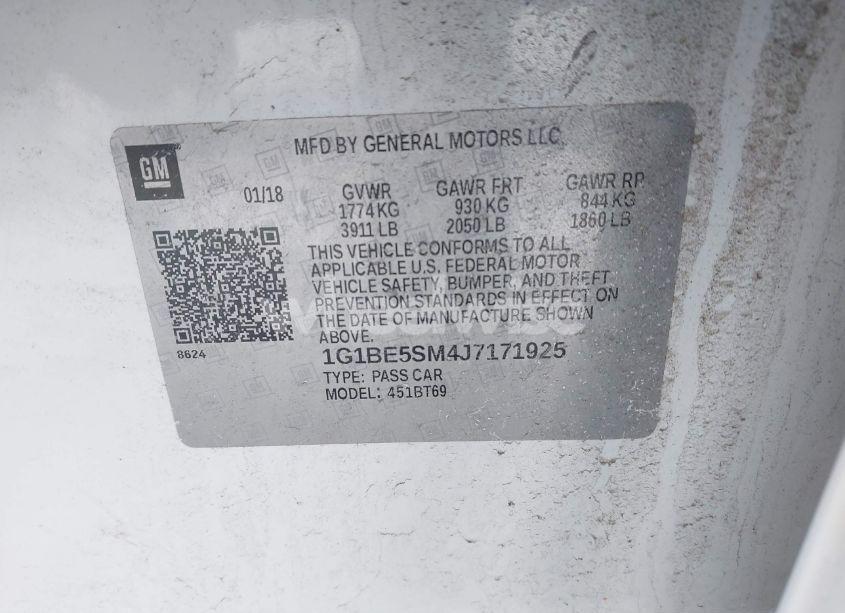 MFD BY GENERAL MOTORS LLC
GM
01/18 GVWR GAWR FRT GAWR RR
1774 KG 930 KG 844 KG
3911 LB 2050 LB 1860 LB
THIS VEHICLE CONFORMS TO ALL
APPLICABLE U.S. FEDERAL MOTOR
VEHICLE SAFETY, BUMPER, AND THEFT
PREVENTION STANDARDS IN EFFECT ON
THE DATE OF MANUFACTURE SHOWN
ABOVE.
8624
1G1BE5SM4J7171925
TYPE: PASS CAR
MODEL: 451BT69